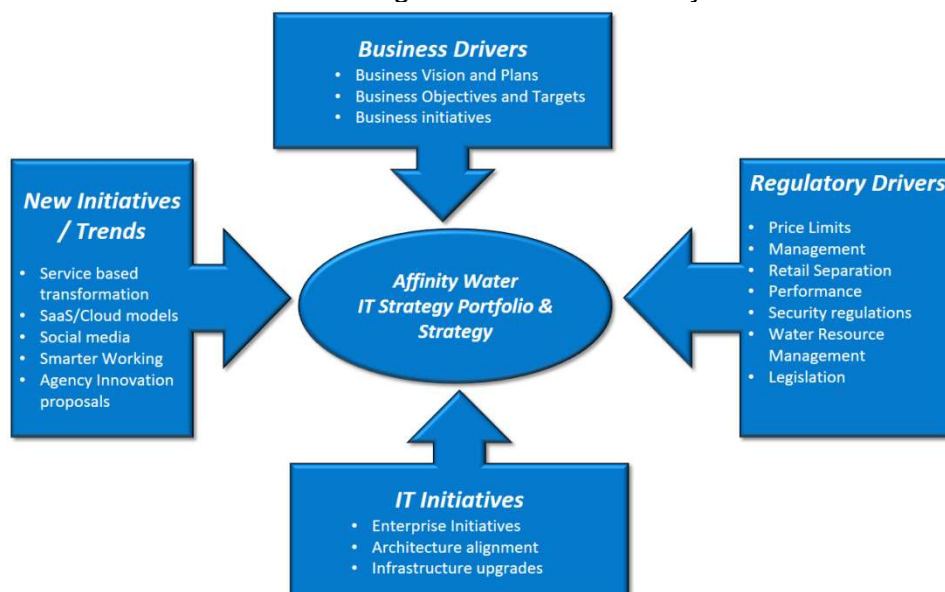 Business Drivers
• Business Vision and Plans
• Business Objectives and Targets
• Business initiatives
New Initiatives
/ Trends
• Service based
transformation
• SaaS/Cloud models
• Social media
• Smarter Working
• Agency Innovation
proposals
Affinity Water
IT Strategy Portfolio &
Strategy
Regulatory Drivers
• Price Limits
• Management
• Retail Separation
• Performance
• Security regulations
• Water Resource
Management
• Legislation
IT Initiatives
• Enterprise Initiatives
• Architecture alignment
• Infrastructure upgrades